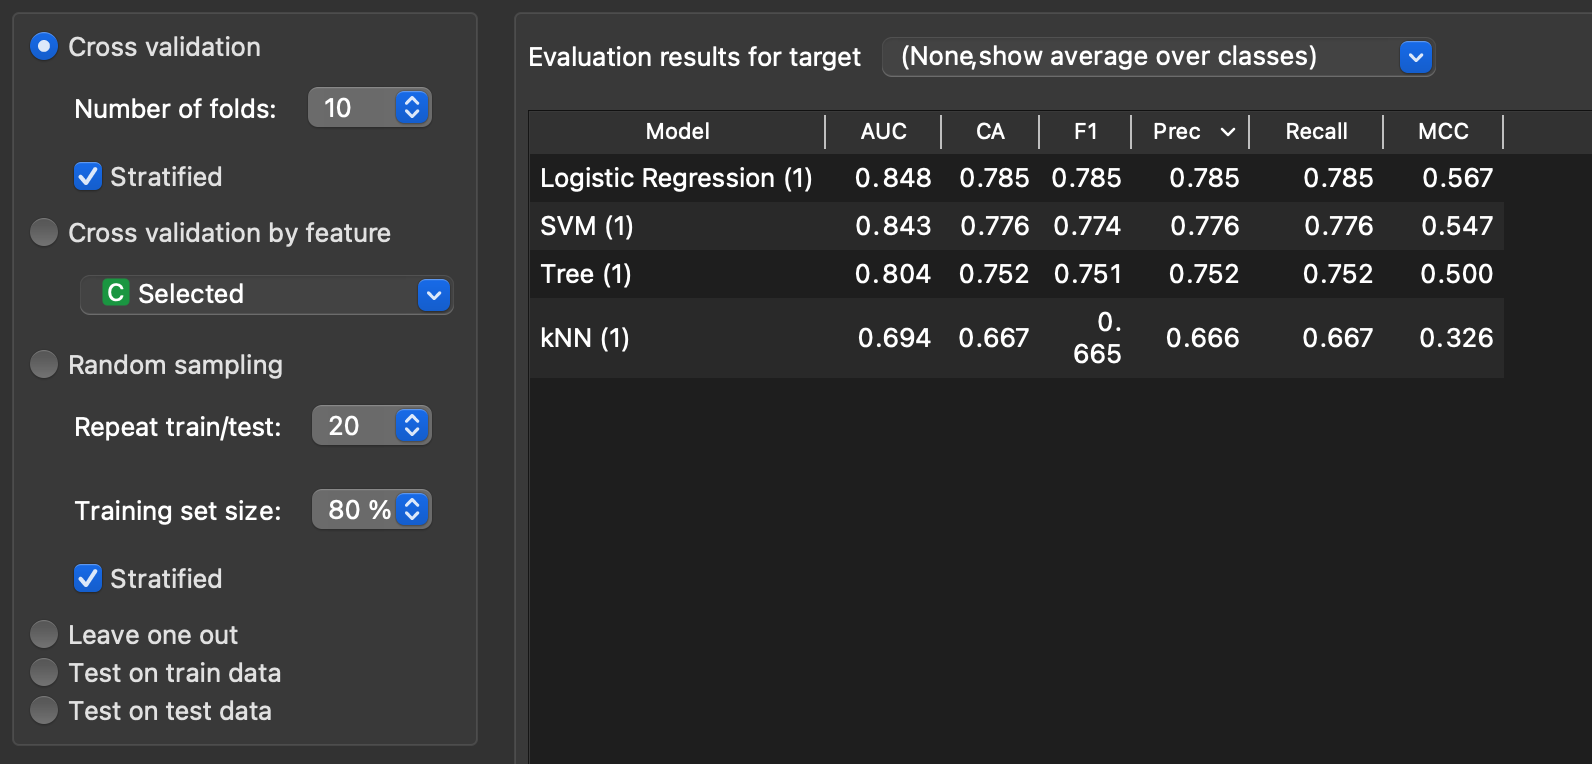 Cross validation
Number of folds: 10
Stratified
Cross validation by feature
C Selected
Random sampling
Repeat train/test: 20
Training set size: 80 %
Stratified
Leave one out
Test on train data
Test on test data
Evaluation results for target (None,show average over classes)
Model AUC CA F1 Prec Recall MCC
Logistic Regression (1) 0.848 0.785 0.785 0.785 0.785 0.567
SVM (1) 0.843 0.776 0.774 0.776 0.776 0.547
Tree (1) 0.804 0.752 0.751 0.752 0.752 0.500
kNN (1) 0.694 0.667 0.665 0.666 0.667 0.326